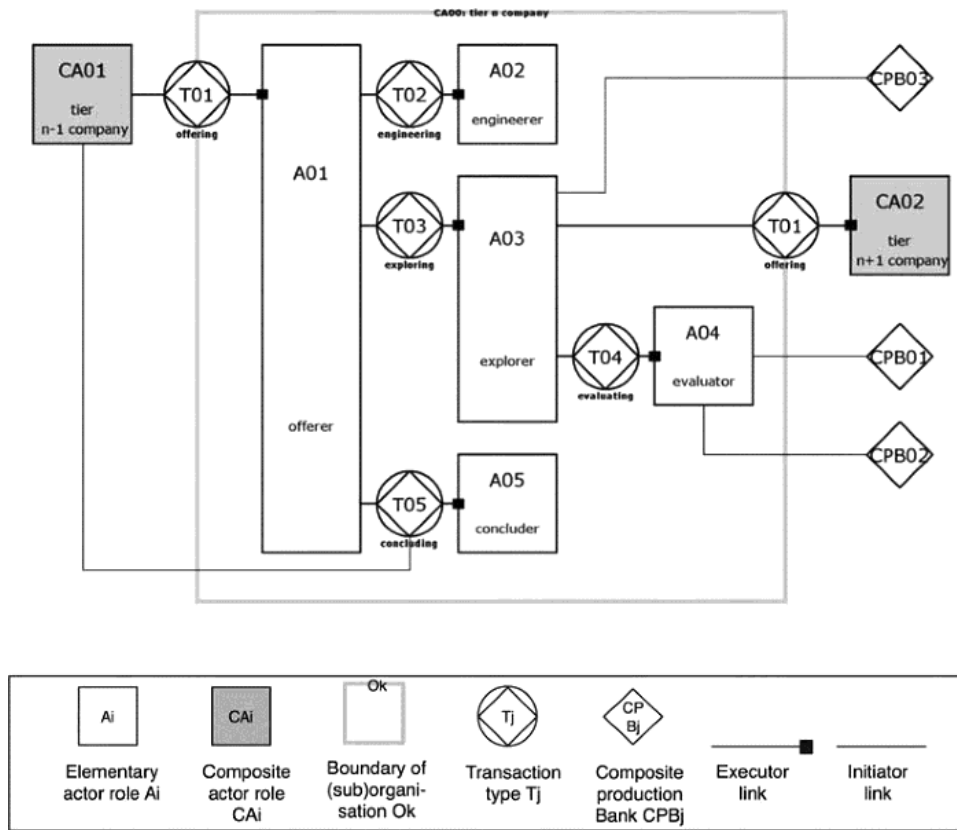 CA00: tier n company
CA01
tier
n-1 company
T01
offering
A01
offerer
T02
engineering
A02
engineerer
CPB03
T03
exploring
A03
explorer
T01
offering
CA02
tier
n+1 company
T04
evaluating
A04
evaluator
CPB01
CPB02
T05
concluding
A05
concluder
Ai
Elementary
actor role Ai
CAi
Composite
actor role
CAi
Ok
Boundary of
(sub)organi-
sation Ok
Tj
Transaction
type Tj
CP
Bj
Composite
production
Bank CPBj
Executor
link
Initiator
link